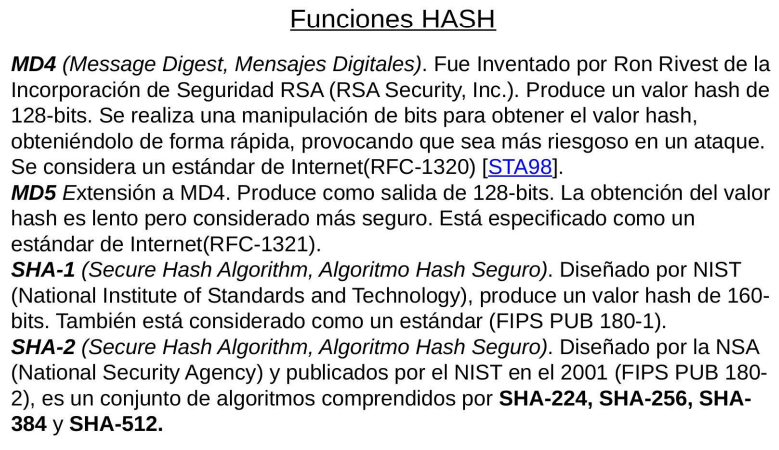 Funciones HASH
MD4 (Message Digest, Mensajes Digitales). Fue Inventado por Ron Rivest de la
Incorporación de Seguridad RSA (RSA Security, Inc.). Produce un valor hash de
128-bits. Se realiza una manipulación de bits para obtener el valor hash,
obteniéndolo de forma rápida, provocando que sea más riesgoso en un ataque.
Se considera un estándar de Internet(RFC-1320) [STA98].
MD5 Extensión a MD4. Produce como salida de 128-bits. La obtención del valor
hash es lento pero considerado más seguro. Está especificado como un
estándar de Internet(RFC-1321).
SHA-1 (Secure Hash Algorithm, Algoritmo Hash Seguro). Diseñado por NIST
(National Institute of Standards and Technology), produce un valor hash de 160-
bits. También está considerado como un estándar (FIPS PUB 180-1).
SHA-2 (Secure Hash Algorithm, Algoritmo Hash Seguro). Diseñado por la NSA
(National Security Agency) y publicados por el NIST en el 2001 (FIPS PUB 180-
2), es un conjunto de algoritmos comprendidos por SHA-224, SHA-256, SHA-
384 y SHA-512.